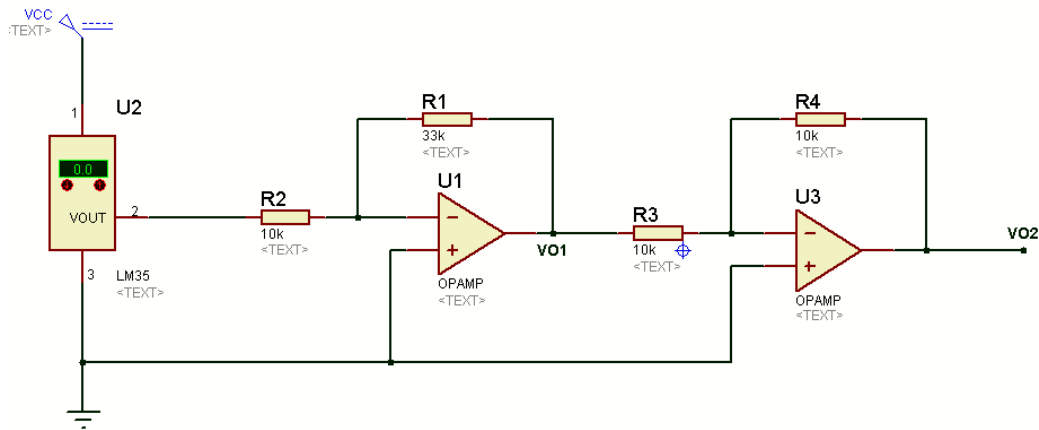 VCC
<TEXT>
1
U2
0.0
VOUT
2
3
LM35
<TEXT>
R2
10k
<TEXT>
R1
33k
<TEXT>
U1
OPAMP
<TEXT>
VO1
R3
10k
<TEXT>
R4
10k
<TEXT>
U3
OPAMP
<TEXT>
VO2